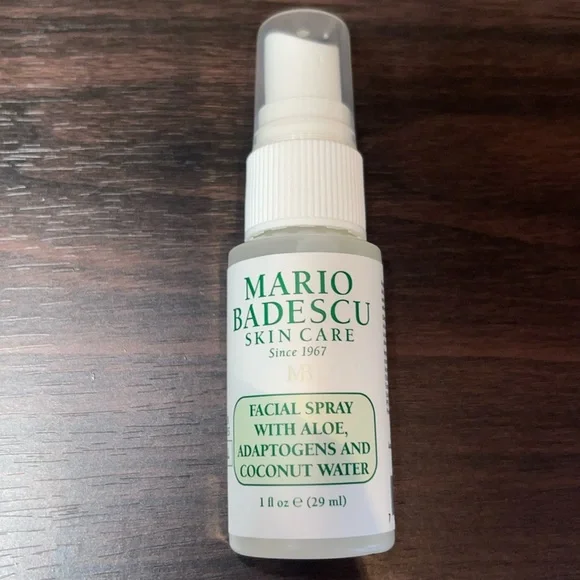 MARIO
BADESCU
SKIN CARE
Since 1967
MB
FACIAL SPRAY
WITH ALOE,
ADAPTOGENS AND
COCONUT WATER
1 fl oz ℮ (29 ml)